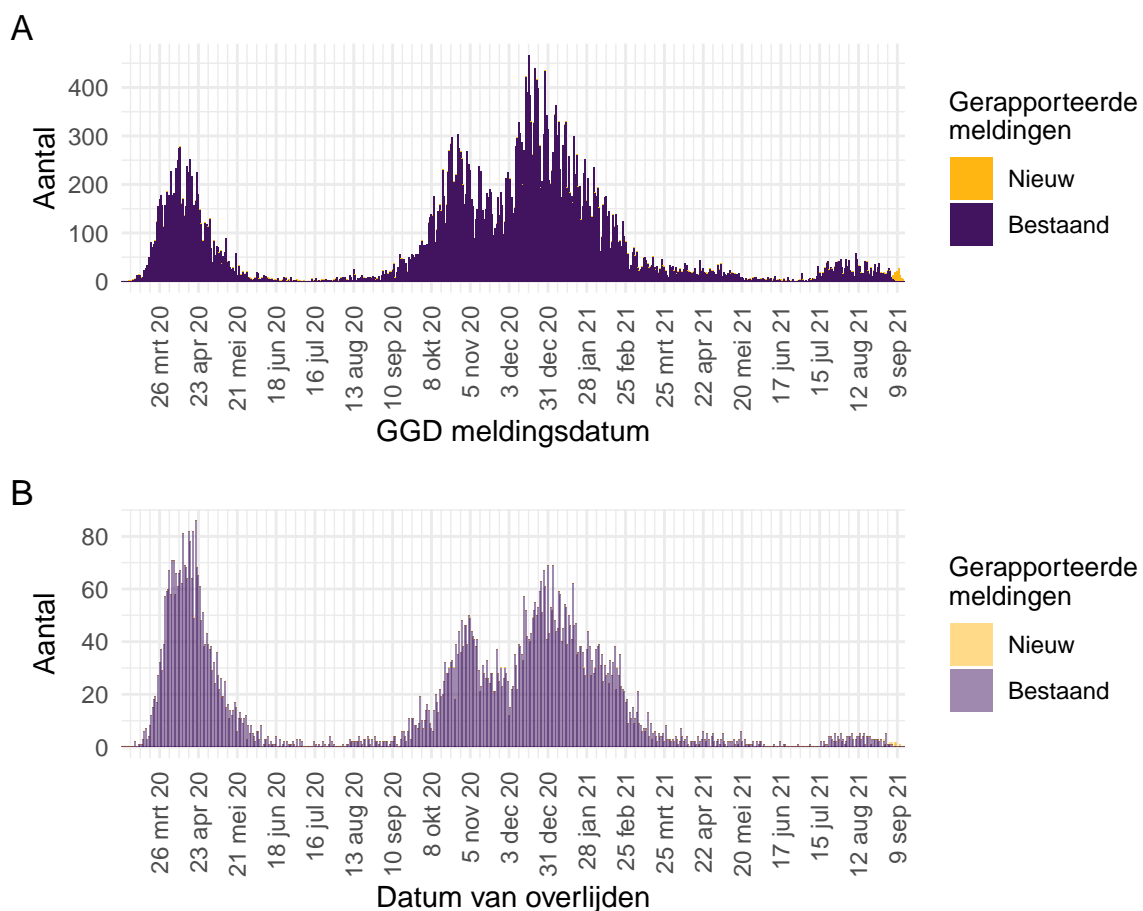 A
Aantal
400
300
200
100
0
26 mrt 20
23 apr 20
21 mei 20
18 jun 20
16 jul 20
13 aug 20
10 sep 20
8 okt 20
5 nov 20
3 dec 20
31 dec 20
28 jan 21
25 feb 21
25 mrt 21
22 apr 21
20 mei 21
17 jun 21
15 jul 21
12 aug 21
9 sep 21
GGD meldingsdatum
Gerapporteerde
meldingen
Nieuw
Bestaand
B
Aantal
80
60
40
20
0
26 mrt 20
23 apr 20
21 mei 20
18 jun 20
16 jul 20
13 aug 20
10 sep 20
8 okt 20
5 nov 20
3 dec 20
31 dec 20
28 jan 21
25 feb 21
25 mrt 21
22 apr 21
20 mei 21
17 jun 21
15 jul 21
12 aug 21
9 sep 21
Datum van overlijden
Gerapporteerde
meldingen
Nieuw
Bestaand